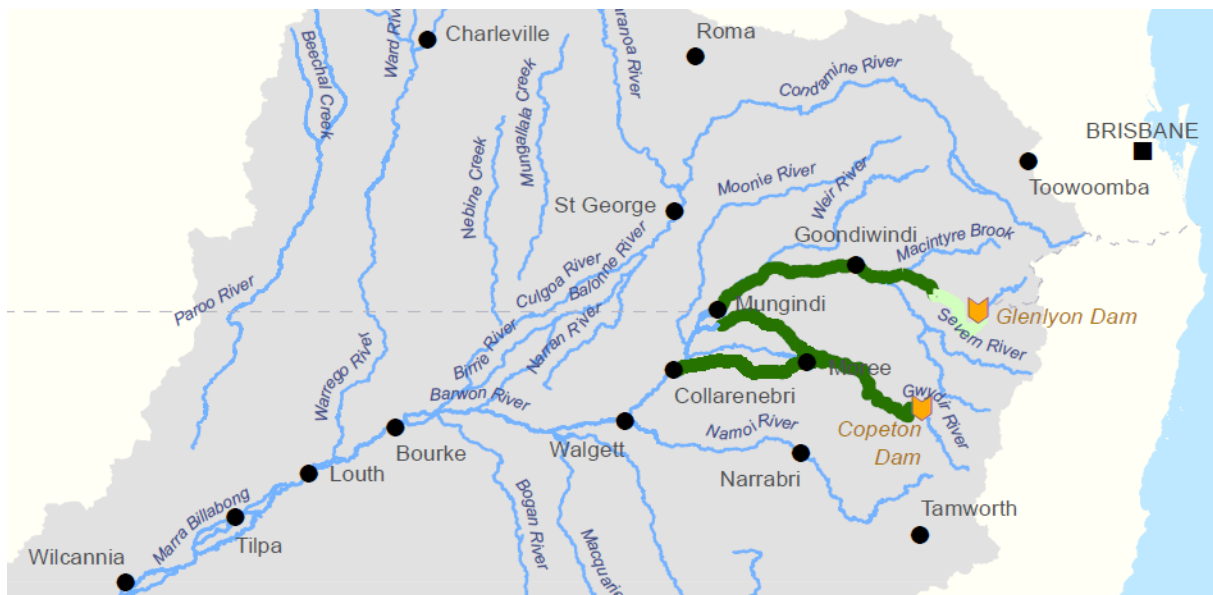 Charleville
Roma
Ward Riv
aranoa River
Beechal Creek
Mungallala Creek
Condamine River
BRISBANE
Toowoomba
Nebine Creek
Moonie River
Weir River
St George
Goondiwindi
Macintyre Brook
Culgoa River
Balonne River
Paroo River
Mungindi
Glenlyon Dam
Severn River
Birrie River
Narran River
Warrego River
Moree
Collarenebri
Gwydir River
Barwon River
Copeton
Dam
Namoi River
Bourke
Walgett
Narrabri
Louth
Bogan River
Marra Billabong
Tilpa
Tamworth
Wilcannia
Macquarie